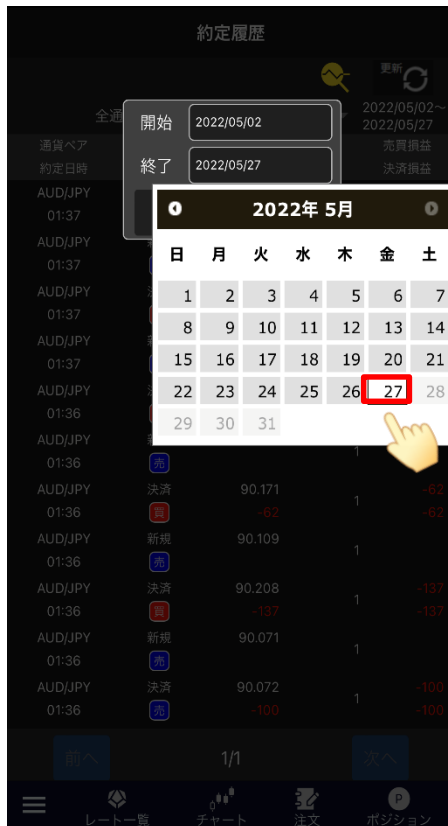 約定履歴
更新
全通
2022/05/02～
2022/05/27
開始 2022/05/02
終了 2022/05/27
通貨ペア 売買損益
約定日時 決済損益
2022年 5月
日 月 火 水 木 金 土
1 2 3 4 5 6 7
8 9 10 11 12 13 14
15 16 17 18 19 20 21
22 23 24 25 26 27 28
29 30 31
AUD/JPY
01:37
AUD/JPY
01:37
AUD/JPY
01:37
AUD/JPY
01:37
AUD/JPY
01:36
AUD/JPY
01:36 売 1
AUD/JPY 決済 90.171 -62
01:36 買 -62 1 -62
AUD/JPY 新規 90.109
01:36 売 1
AUD/JPY 決済 90.208 -137
01:36 買 -137 1 -137
AUD/JPY 新規 90.071
01:36 売 1
AUD/JPY 決済 90.072 -100
01:36 売 -100 1 -100
前へ 1/1 次へ
P
レート一覧 チャート 注文 ポジション